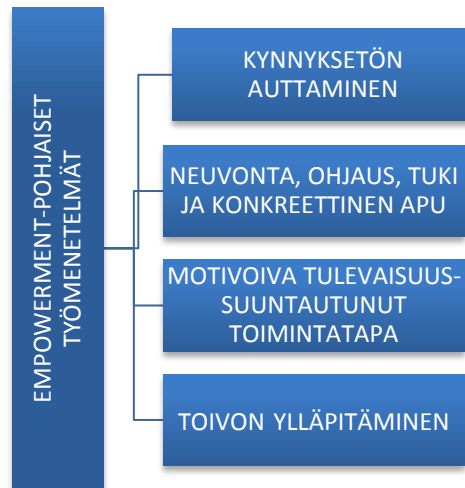 EMPOWERMENT-POHJAISET
TYÖMENETELMÄT
KYNNYKSETÖN
AUTTAMINEN
NEUVONTA, OHJAUS, TUKI
JA KONKREETTINEN APU
MOTIVOIVA TULEVAISUUS-
SUUNTAUTUNUT
TOIMINTATAPA
TOIVON YLLÄPITÄMINEN